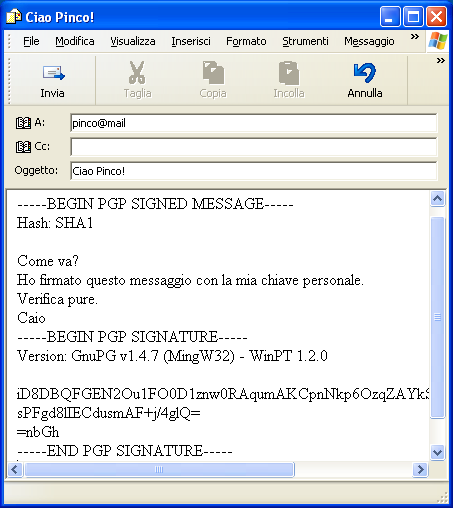 Ciao Pinco!
File Modifica Visualizza Inserisci Formato Strumenti Messaggio »
Invia Taglia Copia Incolla Annulla »
A: pinco@mail
Cc:
Oggetto: Ciao Pinco!
-----BEGIN PGP SIGNED MESSAGE-----
Hash: SHA1
Come va?
Ho firmato questo messaggio con la mia chiave personale.
Verifica pure.
Caio
-----BEGIN PGP SIGNATURE-----
Version: GnuPG v1.4.7 (MingW32) - WinPT 1.2.0
iD8DBQFGEN2Ou1FO0D1znw0RAqumAKCpnNkp6OzqZAYkS
sPFgd8lIECdusmAF+j/4glQ=
=nbGh
-----END PGP SIGNATURE-----